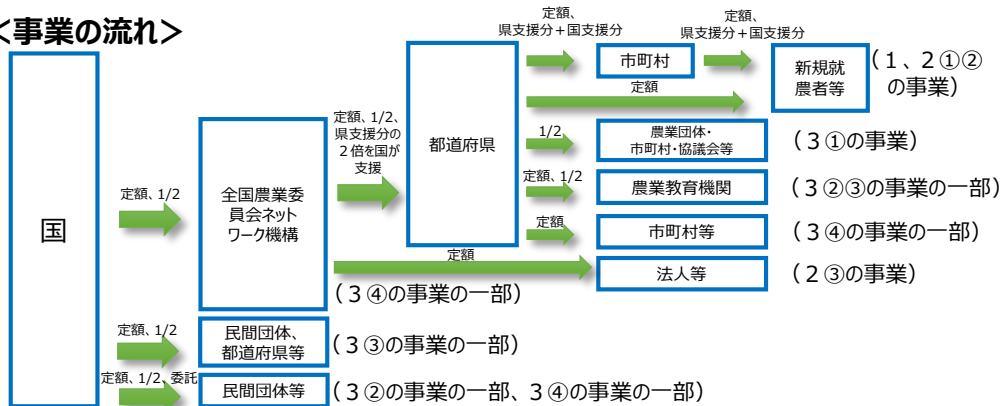 <事業の流れ>
国
定額、1/2
全国農業委
員会ネット
ワーク機構
(3④の事業の一部)
定額、1/2、
県支援分の
2倍を国が
支援
都道府県
定額、
県支援分+国支援分
市町村
定額、
県支援分+国支援分
新規就
農者等
(1、2①②
の事業)
定額
1/2
農業団体・
市町村・協議会等
(3①の事業)
定額、1/2
農業教育機関
(3②③の事業の一部)
定額
市町村等
(3④の事業の一部)
定額
法人等
(2③の事業)
定額、1/2
民間団体、
都道府県等
(3③の事業の一部)
定額、1/2、委託
民間団体等
(3②の事業の一部、3④の事業の一部)